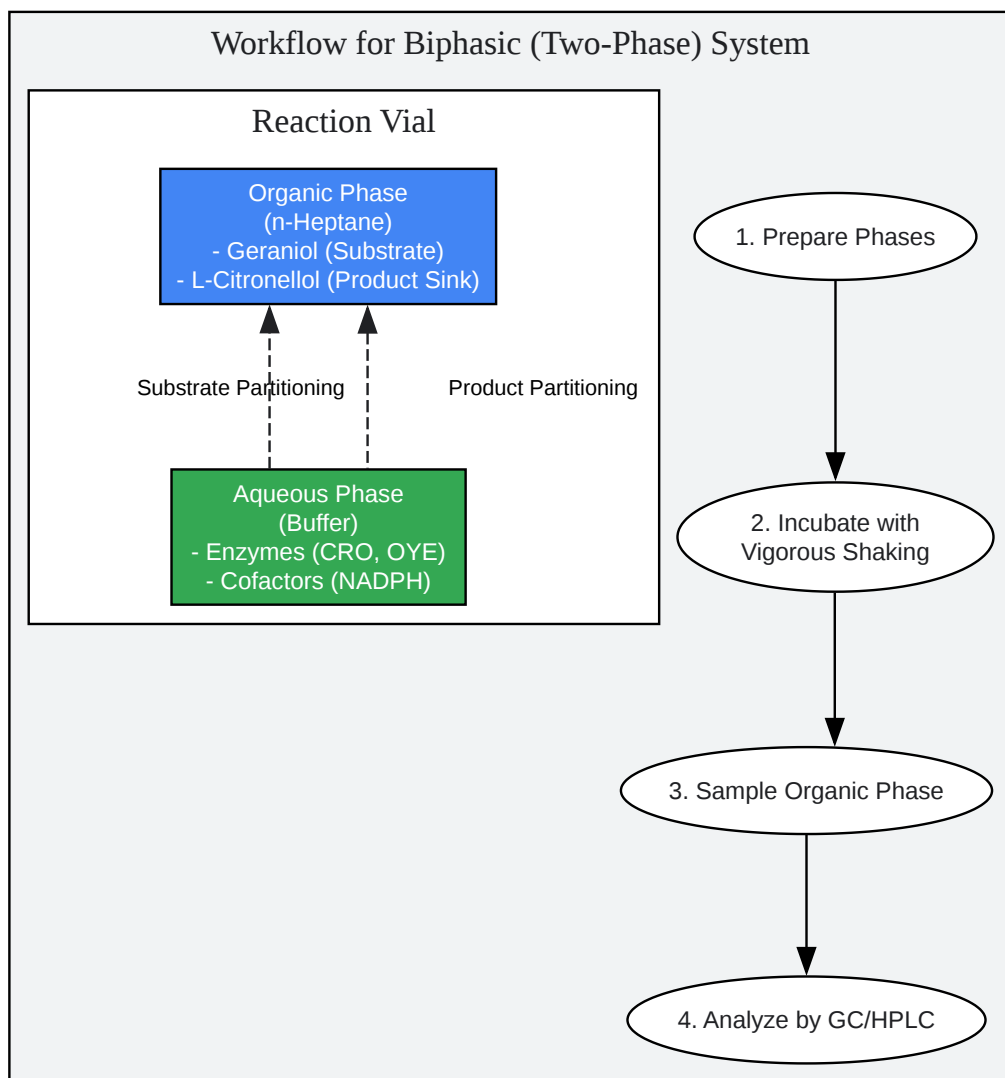 Workflow for Biphasic (Two-Phase) System
Reaction Vial
Organic Phase
(n-Heptane)
- Geraniol (Substrate)
- L-Citronellol (Product Sink)
Substrate Partitioning
Product Partitioning
Aqueous Phase
(Buffer)
- Enzymes (CRO, OYE)
- Cofactors (NADPH)
1. Prepare Phases
2. Incubate with
Vigorous Shaking
3. Sample Organic Phase
4. Analyze by GC/HPLC